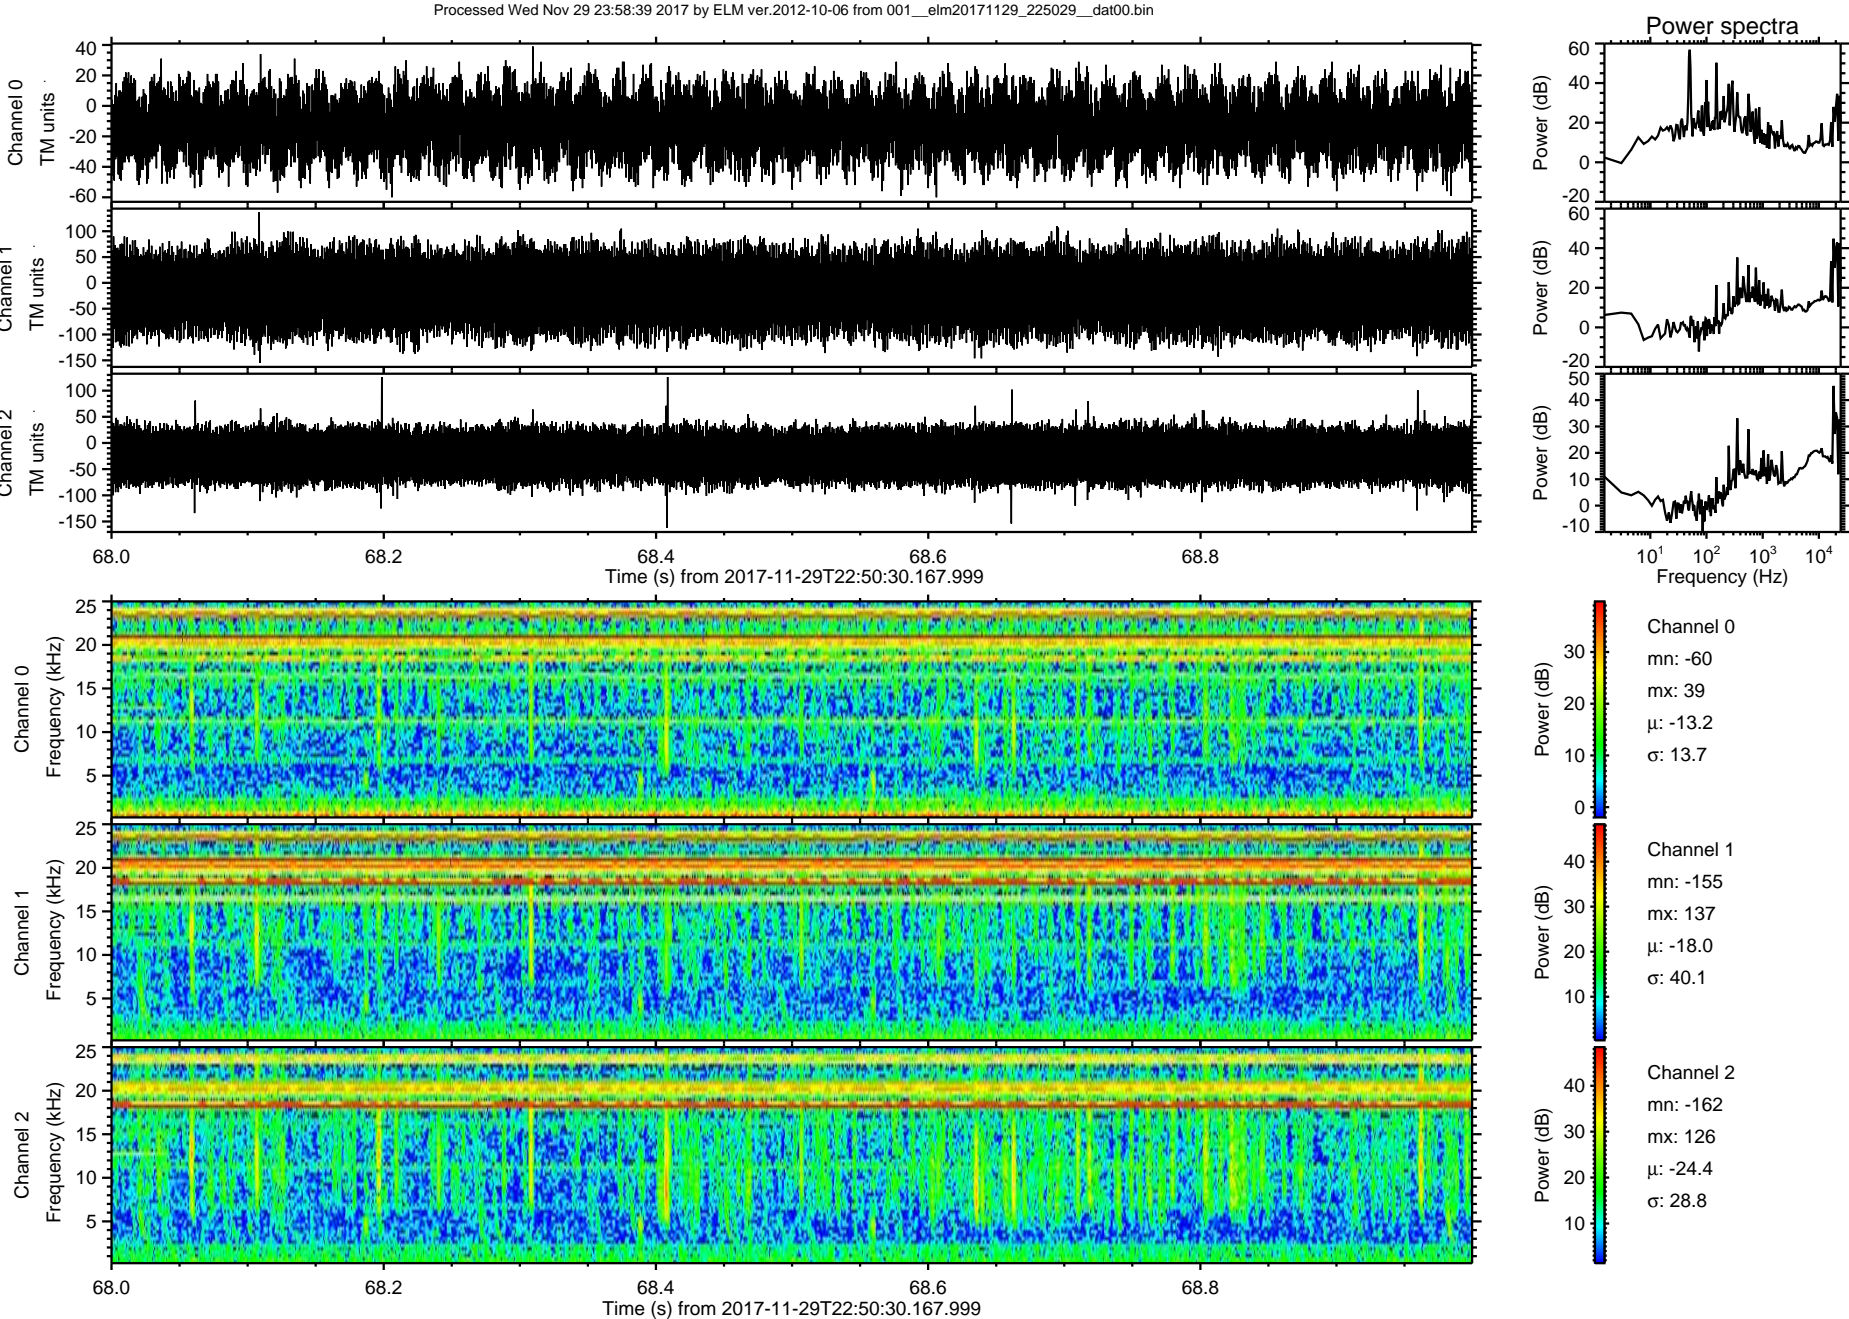 Processed Wed Nov 29 23:58:39 2017 by ELM ver.2012-10-06 from 001__elm20171129_225029__dat00.bin
Power spectra
Channel 0
TM units
40
20
0
-20
-40
-60
Power (dB)
60
40
20
0
-20
Channel 1
TM units
100
50
0
-50
-100
-150
Power (dB)
60
40
20
0
-20
Channel 2
TM units
100
50
0
-50
-100
-150
Power (dB)
50
40
30
20
10
0
-10
68.0 68.2 68.4 68.6 68.8
Time (s) from 2017-11-29T22:50:30.167.999
10¹ 10² 10³ 10⁴
Frequency (Hz)
Channel 0
Frequency (kHz)
25
20
15
10
5
Power (dB)
30
20
10
0
Channel 0
mn: -60
mx: 39
μ: -13.2
σ: 13.7
Channel 1
Frequency (kHz)
25
20
15
10
5
Power (dB)
40
30
20
10
Channel 1
mn: -155
mx: 137
μ: -18.0
σ: 40.1
Channel 2
Frequency (kHz)
25
20
15
10
5
Power (dB)
40
30
20
10
Channel 2
mn: -162
mx: 126
μ: -24.4
σ: 28.8
68.0 68.2 68.4 68.6 68.8
Time (s) from 2017-11-29T22:50:30.167.999